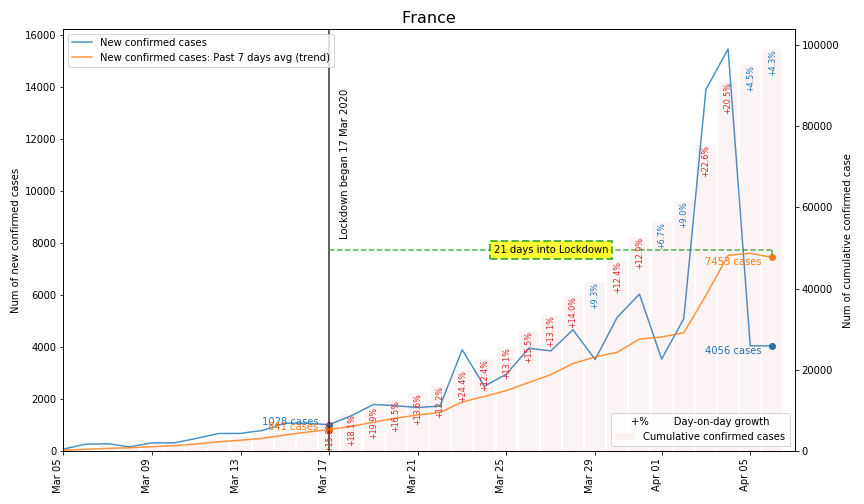 France
New confirmed cases
New confirmed cases: Past 7 days avg (trend)
Num of new confirmed cases
16000
14000
12000
10000
8000
6000
4000
2000
0
Num of cumulative confirmed case
100000
80000
60000
40000
20000
0
Lockdown began 17 Mar 2020
21 days into Lockdown
7453 cases
4056 cases
1028 cases
841 cases
+18.1%
+19.9%
+16.5%
+13.6%
+12.2%
+24.4%
+12.4%
+13.1%
+15.5%
+13.1%
+14.0%
+9.3%
+12.4%
+12.9%
+6.7%
+9.0%
+22.6%
+20.5%
+4.5%
+4.3%
+% Day-on-day growth
Cumulative confirmed cases
Mar 05
Mar 09
Mar 13
Mar 17
Mar 21
Mar 25
Mar 29
Apr 01
Apr 05